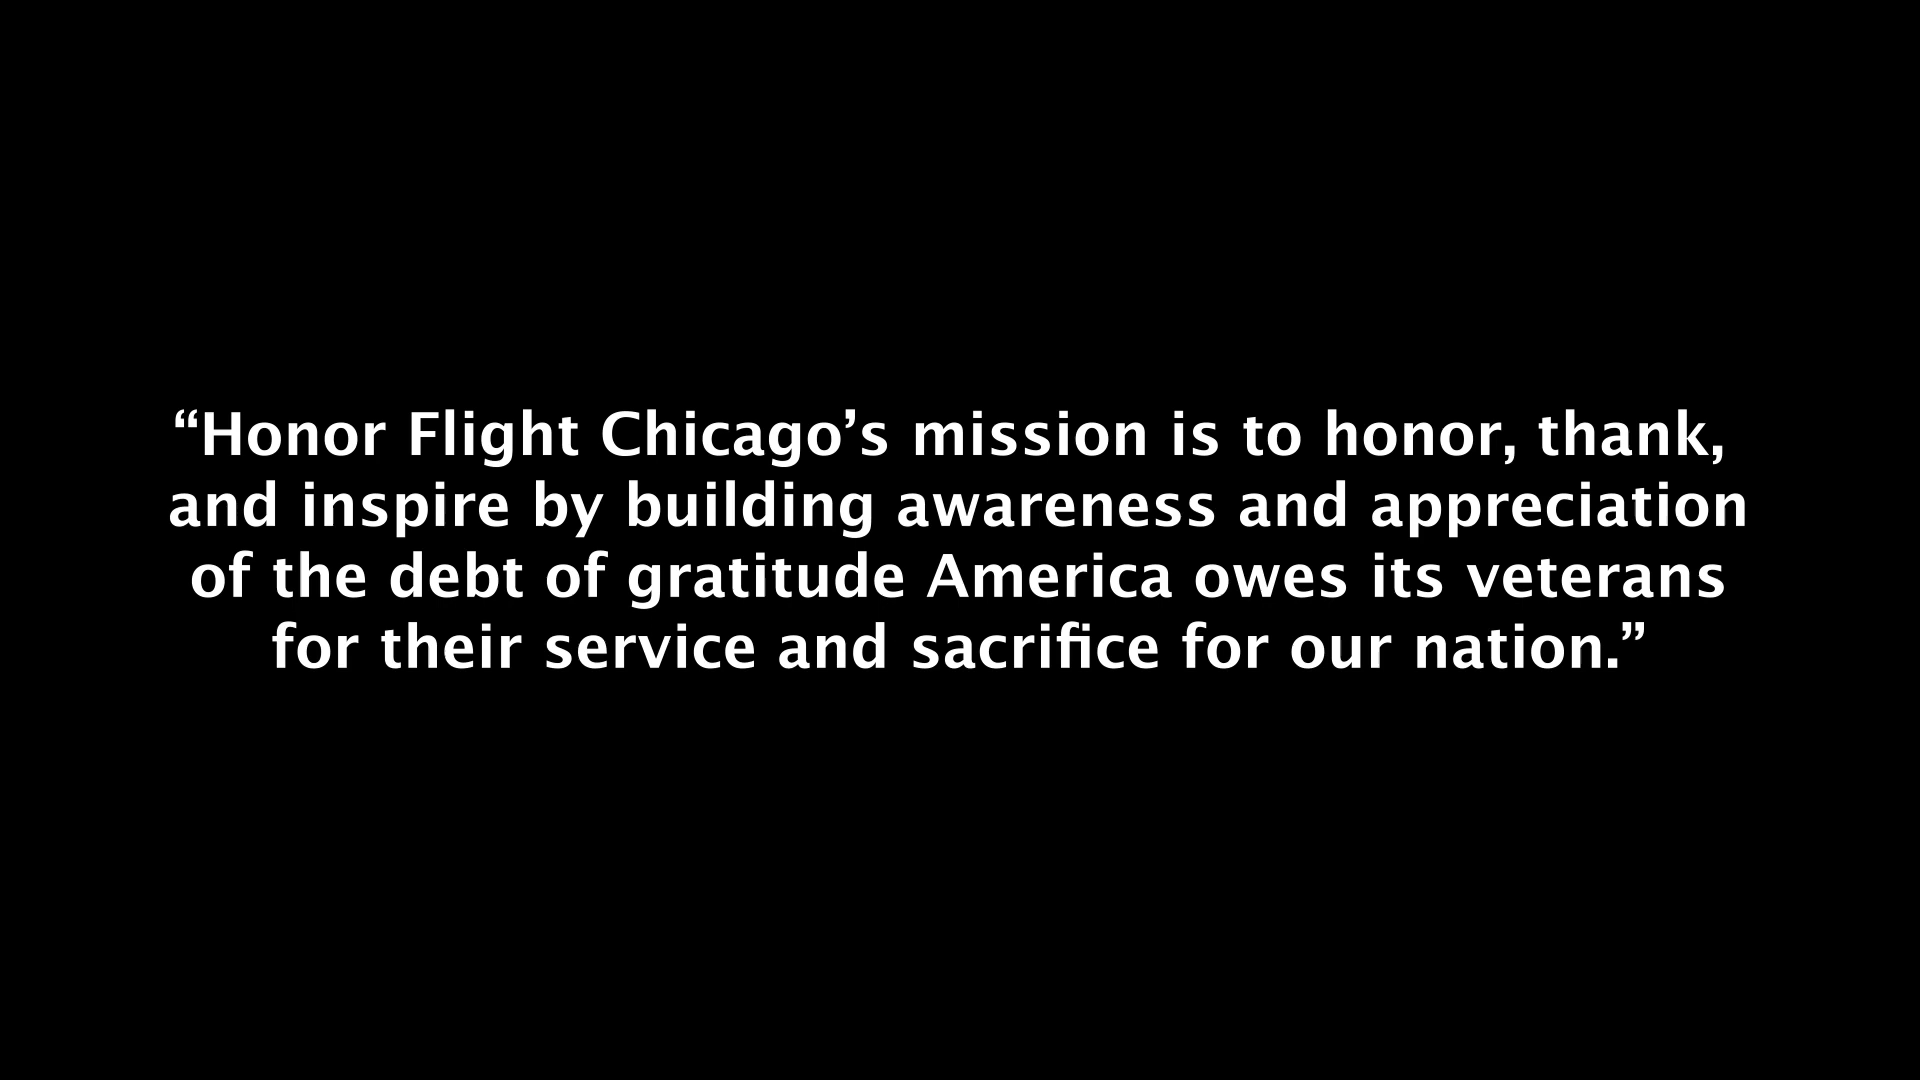 “Honor Flight Chicago’s mission is to honor, thank,
and inspire by building awareness and appreciation
of the debt of gratitude America owes its veterans
for their service and sacrifice for our nation.”